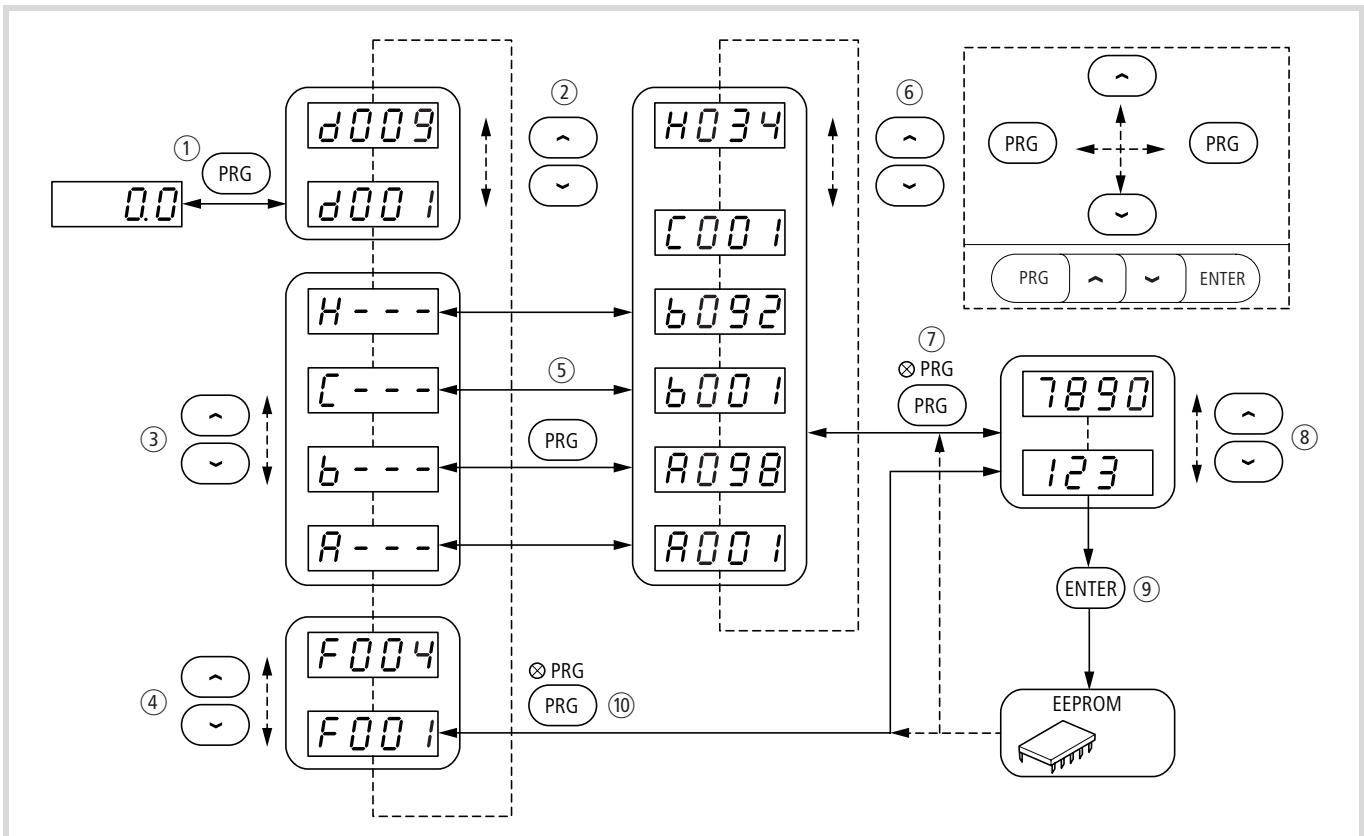 0.0
①
PRG
d009
d001
②
H---
C---
b---
A---
③
F004
F001
④
⑤
PRG
H034
C001
b092
b001
A098
A001
⑥
PRG
PRG
PRG
ENTER
⑦
⊗ PRG
PRG
7890
123
⑧
ENTER
⑨
EEPROM
⊗ PRG
PRG
⑩